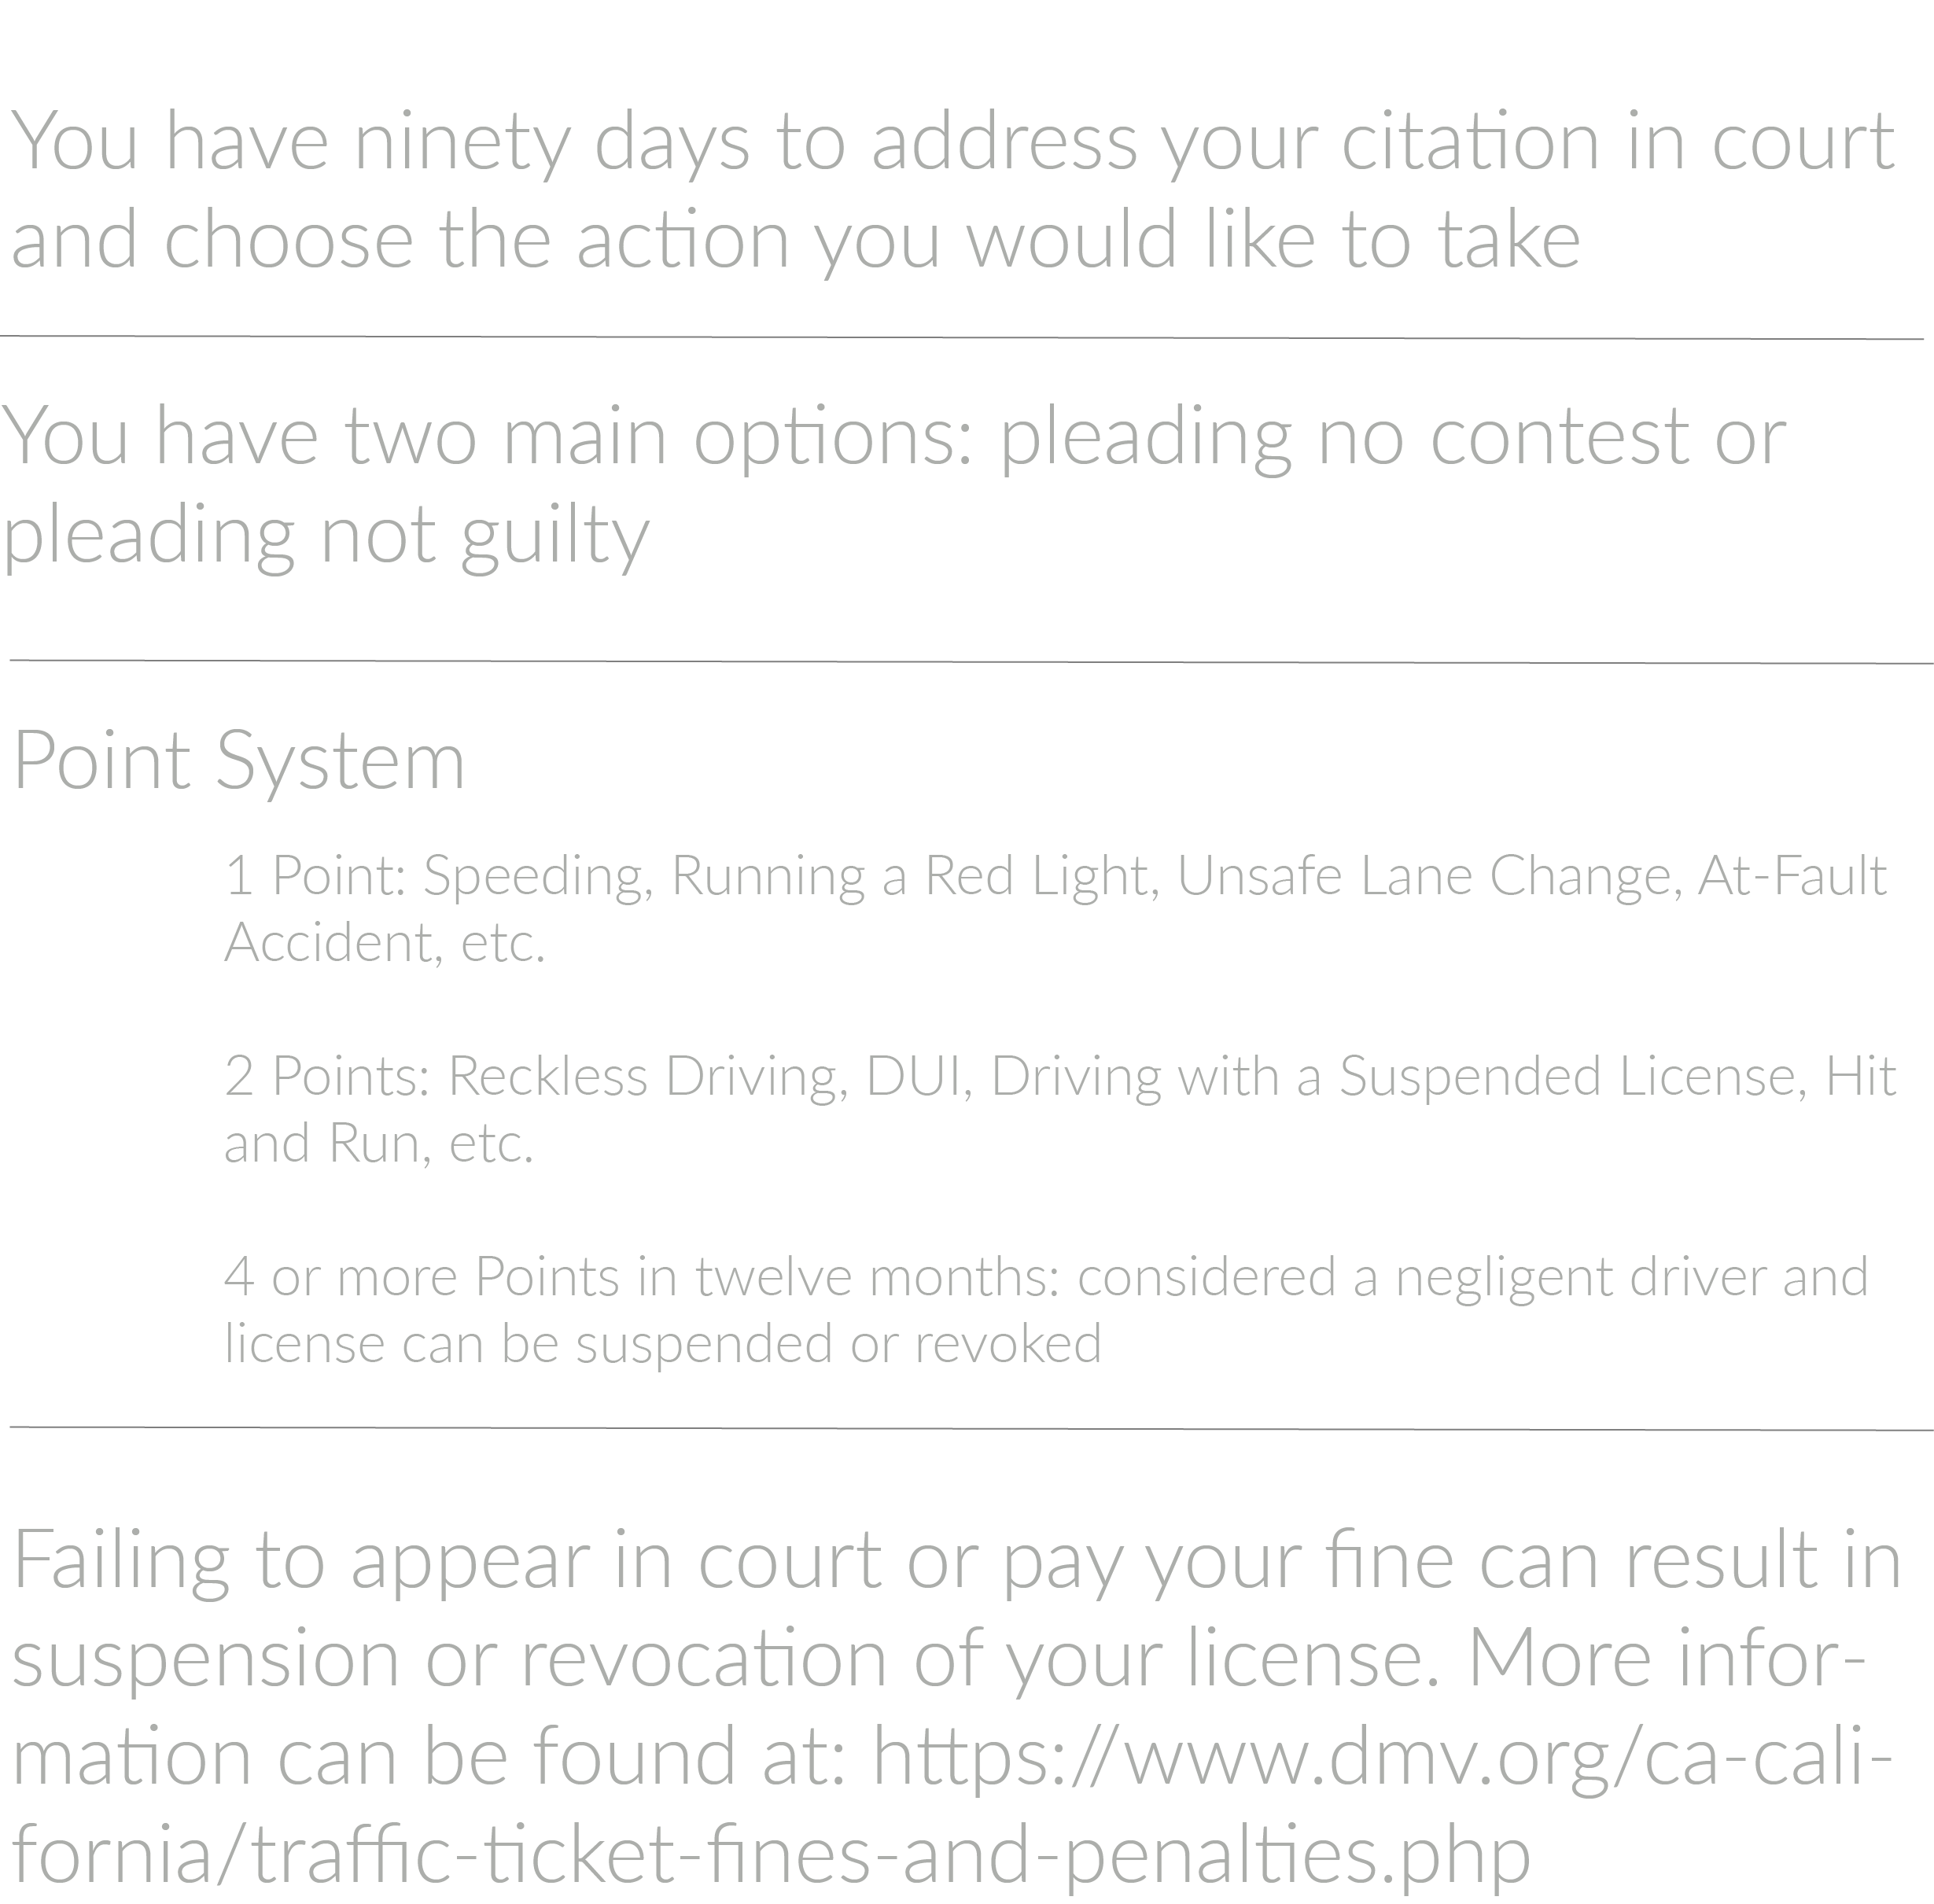 You have ninety days to address your citation in court
and choose the action you would like to take
You have two main options: pleading no contest or
pleading not guilty
Point System
1 Point: Speeding, Running a Red Light, Unsafe Lane Change, At-Fault
Accident, etc.
2 Points: Reckless Driving, DUI, Driving with a Suspended License, Hit
and Run, etc.
4 or more Points in twelve months: considered a negligent driver and
license can be suspended or revoked
Failing to appear in court or pay your fine can result in
suspension or revocation of your license. More infor-
mation can be found at: https://www.dmv.org/ca-cali-
fornia/traffic-ticket-fines-and-penalties.php